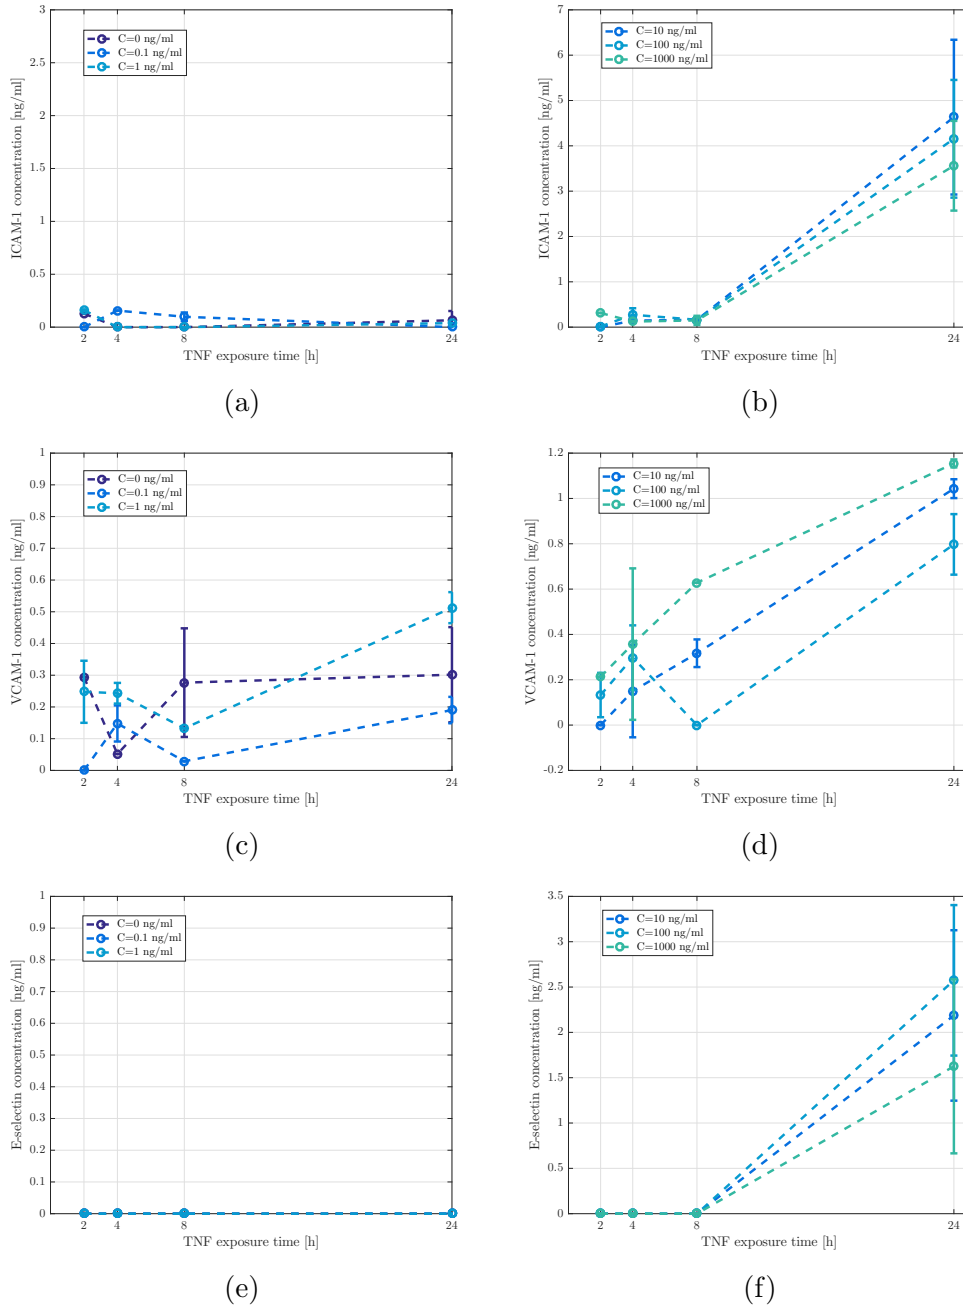 3
2.5
2
1.5
1
0.5
0
ICAM-1 concentration [ng/ml]
C=0 ng/ml
C=0.1 ng/ml
C=1 ng/ml
2
4
8
24
TNF exposure time [h]
(a)
7
6
5
4
3
2
1
0
ICAM-1 concentration [ng/ml]
C=10 ng/ml
C=100 ng/ml
C=1000 ng/ml
2
4
8
24
TNF exposure time [h]
(b)
1
0.9
0.8
0.7
0.6
0.5
0.4
0.3
0.2
0.1
0
VCAM-1 concentration [ng/ml]
C=0 ng/ml
C=0.1 ng/ml
C=1 ng/ml
2
4
8
24
TNF exposure time [h]
(c)
1.2
1
0.8
0.6
0.4
0.2
0
-0.2
VCAM-1 concentration [ng/ml]
C=10 ng/ml
C=100 ng/ml
C=1000 ng/ml
2
4
8
24
TNF exposure time [h]
(d)
1
0.9
0.8
0.7
0.6
0.5
0.4
0.3
0.2
0.1
0
E-selectin concentration [ng/ml]
C=0 ng/ml
C=0.1 ng/ml
C=1 ng/ml
2
4
8
24
TNF exposure time [h]
(e)
3.5
3
2.5
2
1.5
1
0.5
0
E-selectin concentration [ng/ml]
C=10 ng/ml
C=100 ng/ml
C=1000 ng/ml
2
4
8
24
TNF exposure time [h]
(f)